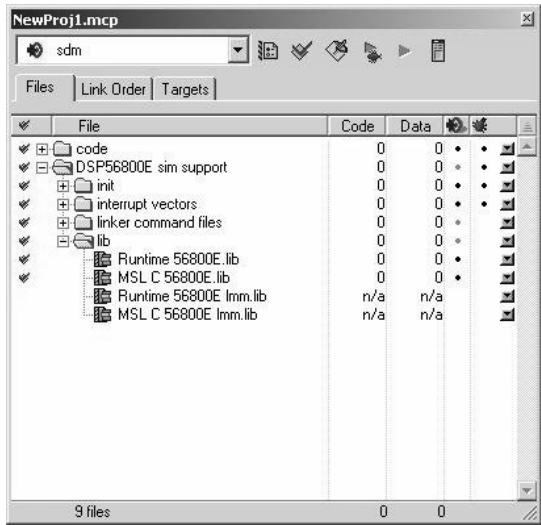 NewProj1.mcp
sdm
Files Link Order Targets
File Code Data
code 0 0
DSP56800E sim support 0 0
init 0 0
interrupt vectors 0 0
linker command files 0 0
lib 0 0
Runtime 56800E.lib 0 0
MSL C 56800E.lib 0 0
Runtime 56800E lmm.lib n/a n/a
MSL C 56800E lmm.lib n/a n/a
9 files 0 0